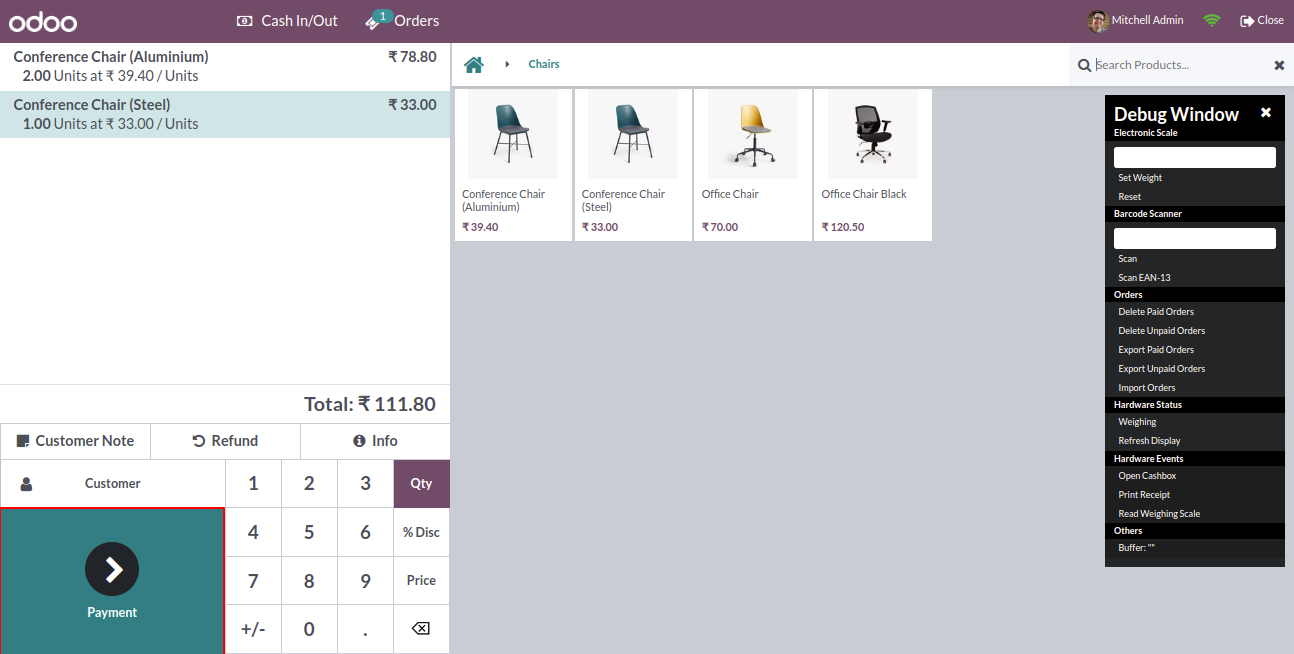 odoo
Cash In/Out
1
Orders
Mitchell Admin
Close
Conference Chair (Aluminium) ₹ 78.80
2.00 Units at ₹ 39.40 / Units
Conference Chair (Steel) ₹ 33.00
1.00 Units at ₹ 33.00 / Units
Total: ₹ 111.80
Customer Note
Refund
Info
Customer
1 2 3 Qty
4 5 6 % Disc
7 8 9 Price
+/- 0 .
Payment
Chairs
Search Products...
Conference Chair
(Aluminium)
₹ 39.40
Conference Chair
(Steel)
₹ 33.00
Office Chair
₹ 70.00
Office Chair Black
₹ 120.50
Debug Window
Electronic Scale
Set Weight
Reset
Barcode Scanner
Scan
Scan EAN-13
Orders
Delete Paid Orders
Delete Unpaid Orders
Export Paid Orders
Export Unpaid Orders
Import Orders
Hardware Status
Weighing
Refresh Display
Hardware Events
Open Cashbox
Print Receipt
Read Weighing Scale
Others
Buffer: ""